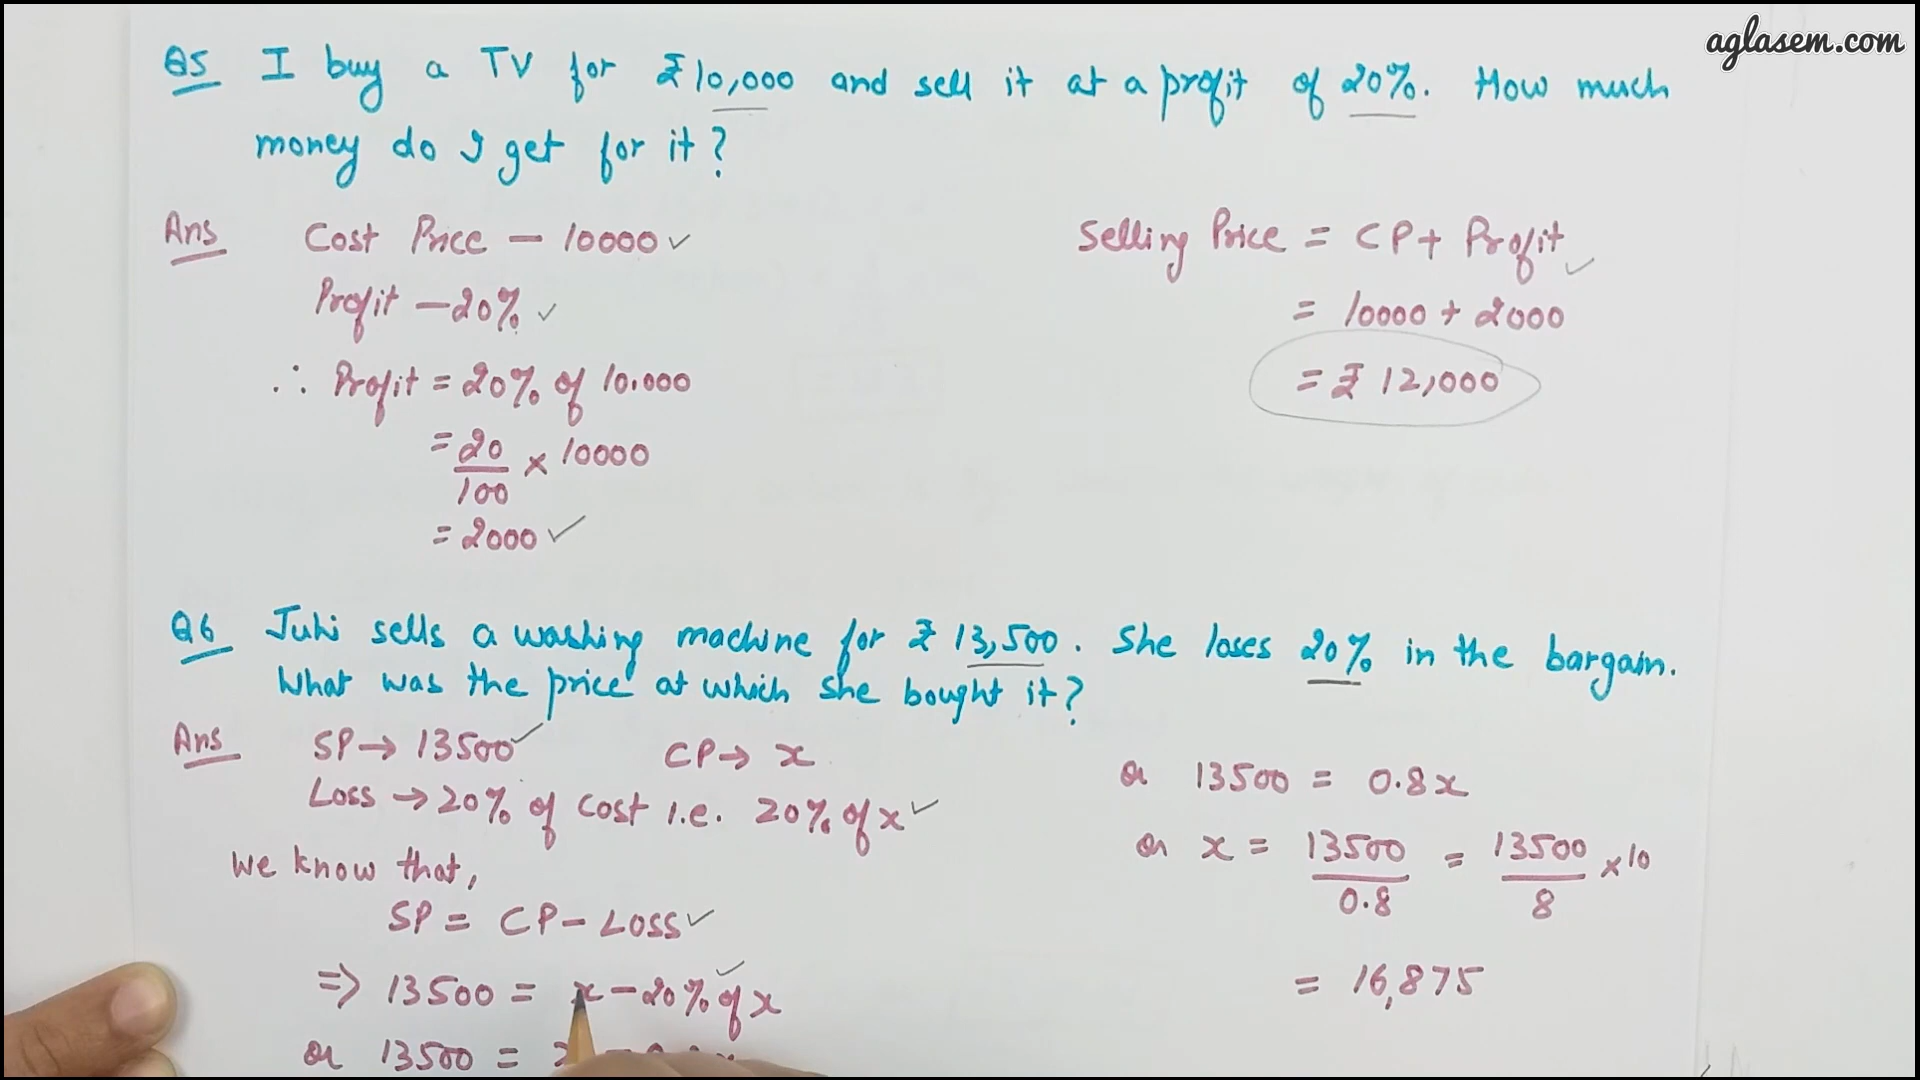 aglasem.com
Q5 I buy a TV for ₹10,000 and sell it at a profit of 20%. How much
money do I get for it?
Ans Cost Price – 10000 ✓
Profit – 20% ✓
∴ Profit = 20% of 10.000
= 20/100 × 10000
= 2000 ✓
Selling Price = CP + Profit ✓
= 10000 + 2000
= ₹ 12,000
Q6 Juhi sells a washing machine for ₹ 13,500. She loses 20% in the bargain.
What was the price at which she bought it?
Ans SP → 13500 ✓ CP → x
Loss → 20% of cost i.e. 20% of x ✓
We know that,
SP = CP – Loss ✓
⇒ 13500 = x – 20% of x ✓
or 13500 =
or 13500 = 0.8x
or x = 13500/0.8 = 13500/8 × 10
= 16,875